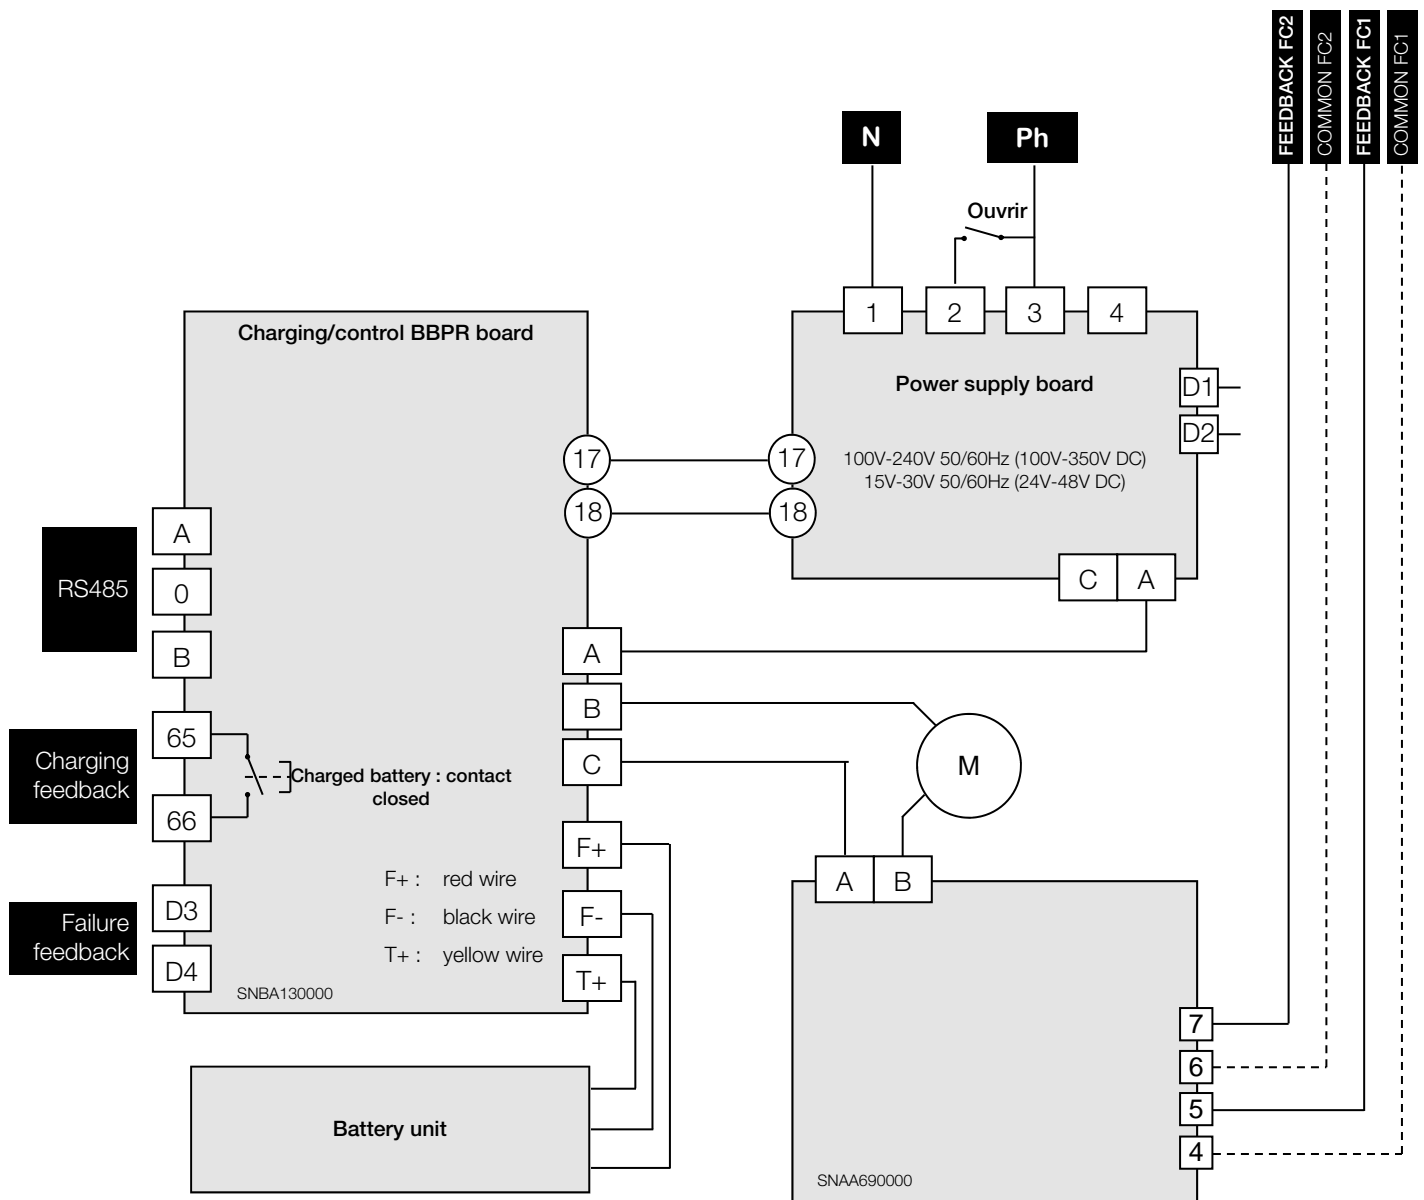 FEEDBACK FC2
COMMON FC2
FEEDBACK FC1
COMMON FC1
N
Ph
Ouvrir
1
2
3
4
Power supply board
D1
D2
100V-240V 50/60Hz (100V-350V DC)
15V-30V 50/60Hz (24V-48V DC)
17
18
C
A
Charging/control BBPR board
17
18
RS485
A
0
B
A
B
C
Charging
feedback
65
66
Charged battery : contact
closed
F+ : red wire
F- : black wire
T+ : yellow wire
F+
F-
T+
Failure
feedback
D3
D4
SNBA130000
Battery unit
M
A
B
7
6
5
4
SNAA690000